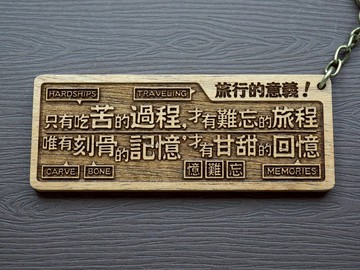 HARDSHIPS TRAVELING 旅行的意義！
只有吃苦的過程，才有難忘的旅程
唯有刻骨的記憶，才有甘甜的回憶
CARVE BONE 憶難忘 MEMORIES